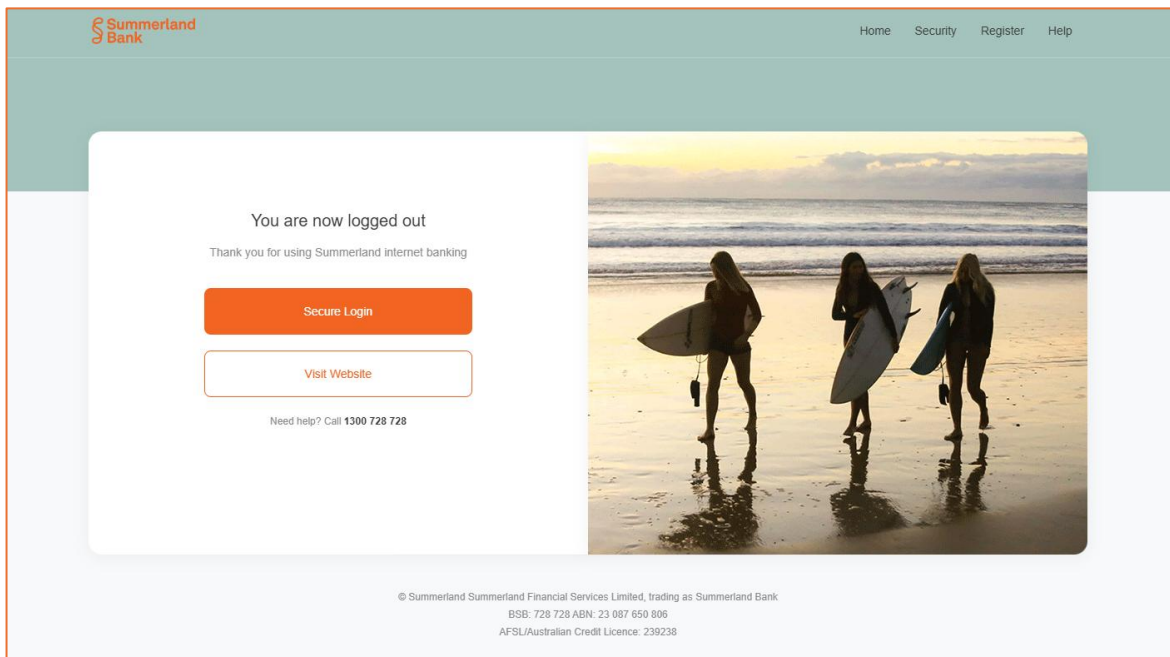 Summerland
Bank
Home Security Register Help
You are now logged out
Thank you for using Summerland internet banking
Secure Login
Visit Website
Need help? Call 1300 728 728
© Summerland Summerland Financial Services Limited, trading as Summerland Bank
BSB: 728 728 ABN: 23 087 650 806
AFSL/Australian Credit Licence: 239238